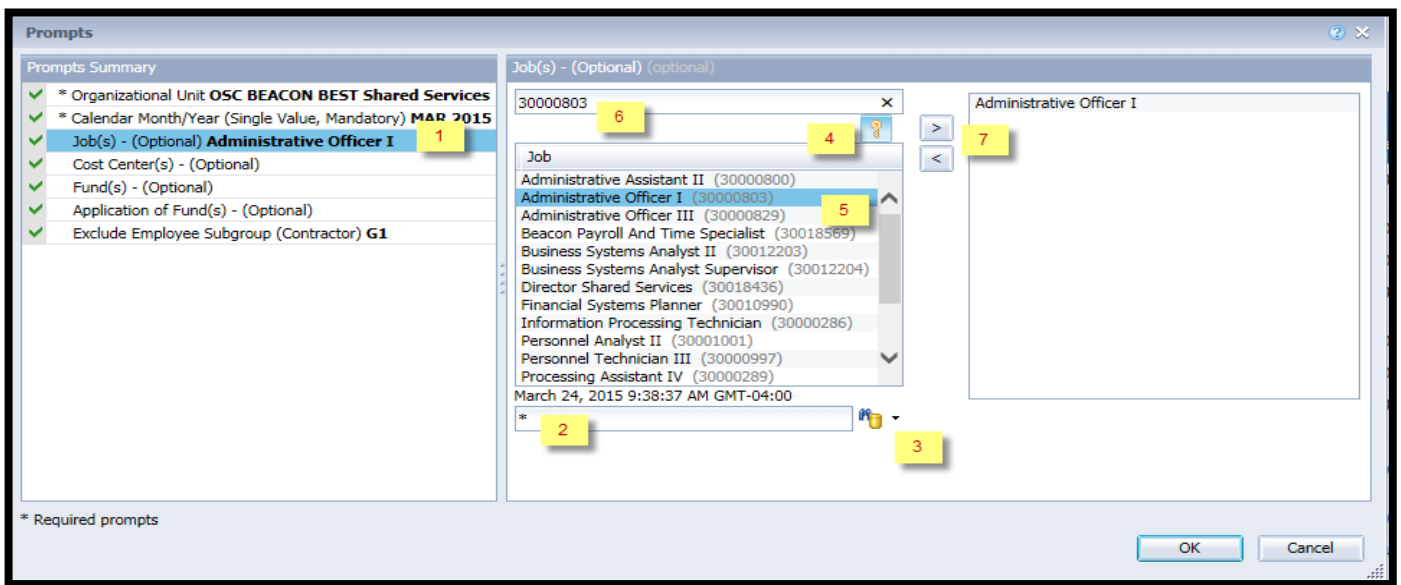 Prompts
Prompts Summary
* Organizational Unit OSC BEACON BEST Shared Services
* Calendar Month/Year (Single Value, Mandatory) MAR 2015
Job(s) - (Optional) Administrative Officer I
1
Cost Center(s) - (Optional)
Fund(s) - (Optional)
Application of Fund(s) - (Optional)
Exclude Employee Subgroup (Contractor) G1
Job(s) - (Optional) (optional)
30000803
6
4
Job
Administrative Assistant II (30000800)
Administrative Officer I (30000803)
5
Administrative Officer III (30000829)
Beacon Payroll And Time Specialist (30018569)
Business Systems Analyst II (30012203)
Business Systems Analyst Supervisor (30012204)
Director Shared Services (30018436)
Financial Systems Planner (30010990)
Information Processing Technician (30000286)
Personnel Analyst II (30001001)
Personnel Technician III (30000997)
Processing Assistant IV (30000289)
March 24, 2015 9:38:37 AM GMT-04:00
*
2
3
>
<
7
Administrative Officer I
* Required prompts
OK
Cancel